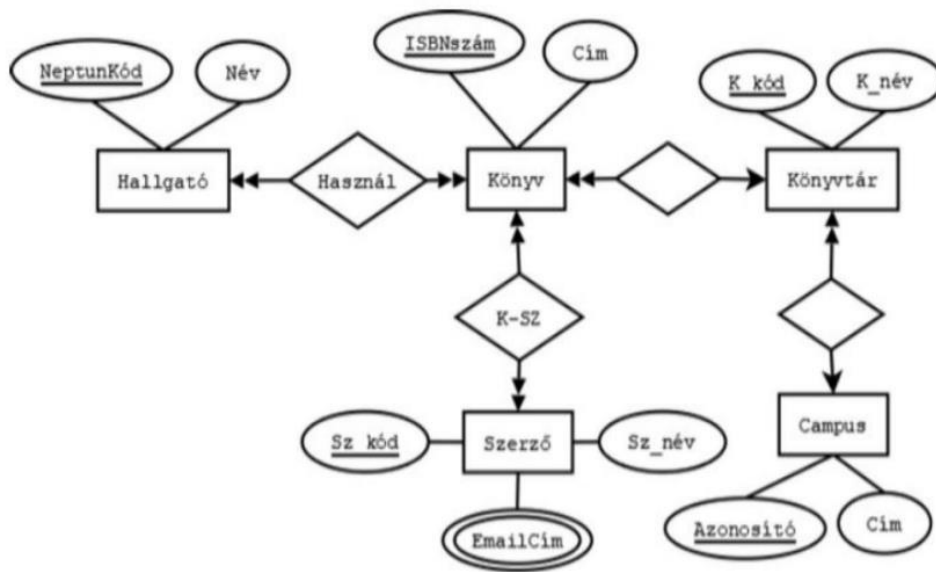 ISBNszám
Cím
NeptunKód
Név
K_kód
K_név
Hallgató
Használ
Könyv
Könyvtár
K-SZ
Sz_kód
Szerző
Sz_név
Campus
EmailCím
Azonosító
Cím